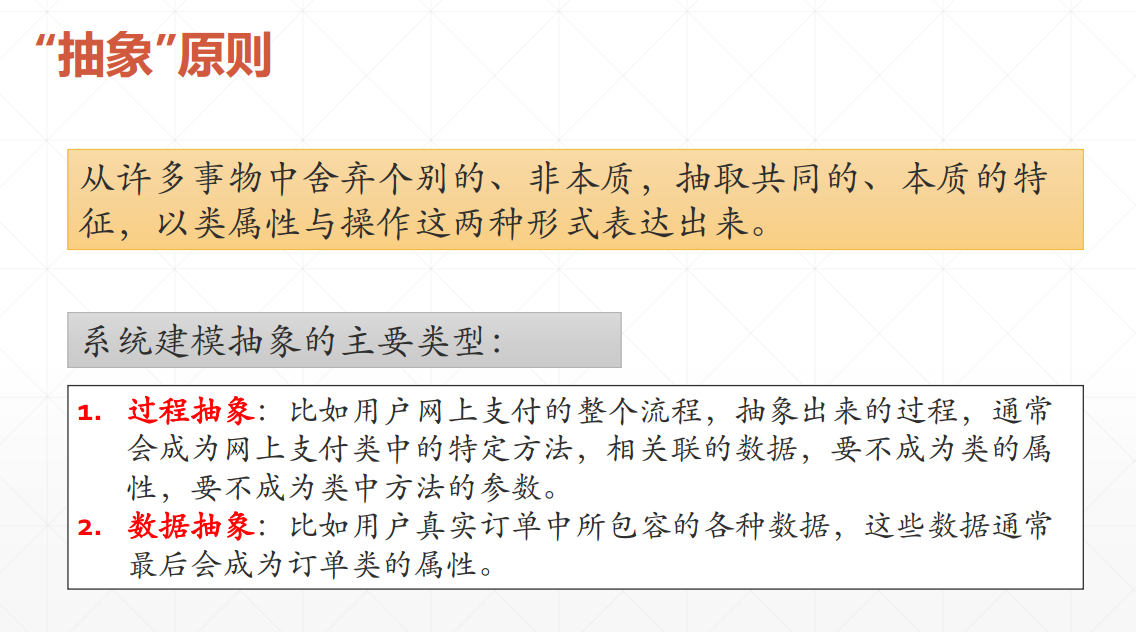 “抽象”原则
从许多事物中舍弃个别的、非本质，抽取共同的、本质的特
征，以类属性与操作这两种形式表达出来。
系统建模抽象的主要类型：
1. 过程抽象：比如用户网上支付的整个流程，抽象出来的过程，通常
会成为网上支付类中的特定方法，相关联的数据，要不成为类的属
性，要不成为类中方法的参数。
2. 数据抽象：比如用户真实订单中所包容的各种数据，这些数据通常
最后会成为订单类的属性。